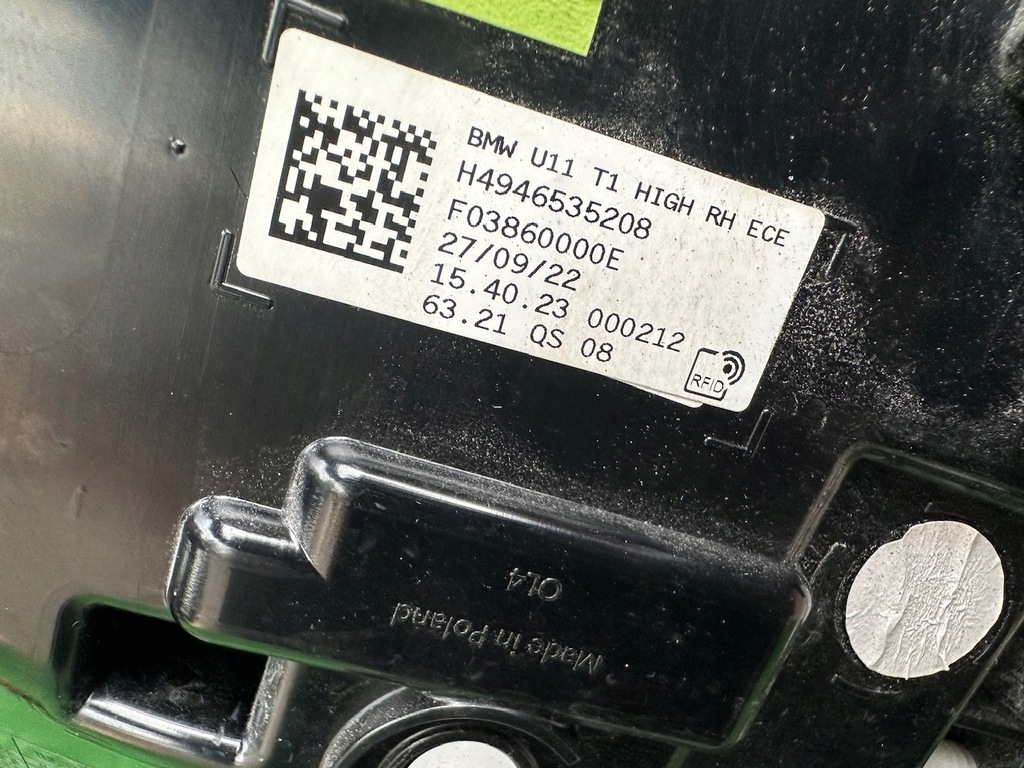 BMW U11 T1 HIGH RH ECE
H4946535208
F03860000E
27/09/22
15.40.23 000212
63.21 QS 08
RFID
OL4
Made in Poland